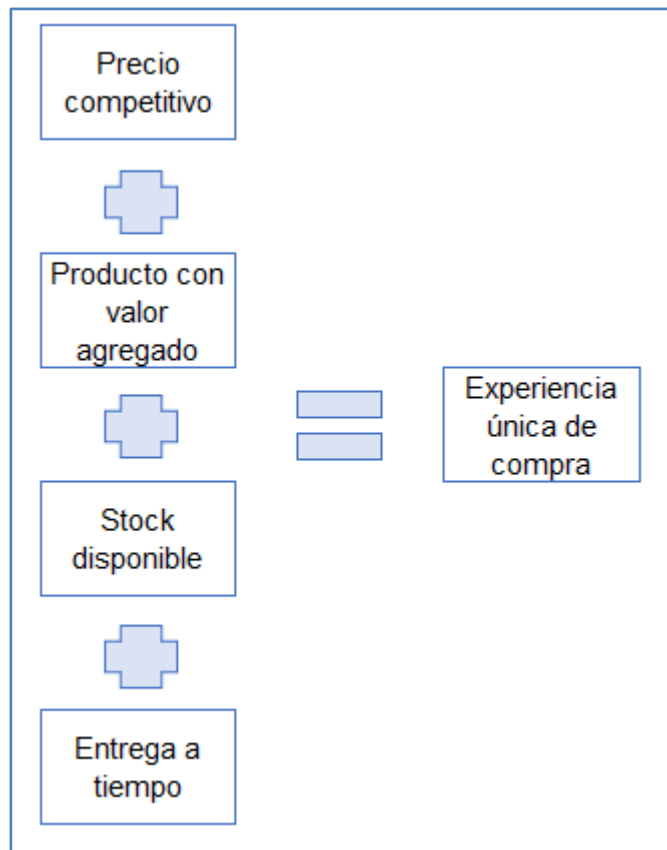 Precio
competitivo
Producto con
valor
agregado
Experiencia
única de
compra
Stock
disponible
Entrega a
tiempo